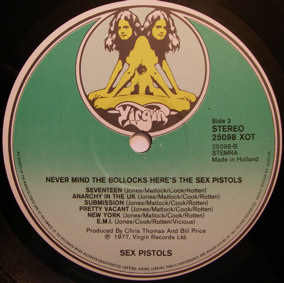 Virgin
Side 2
STEREO
25098 XOT
25098-B
STEMRA
Made in Holland
NEVER MIND THE BOLLOCKS HERE'S THE SEX PISTOLS
SEVENTEEN (Jones/Matlock/Cook/Rotten)
ANARCHY IN THE UK (Jones/Matlock/Cook/Rotten)
SUBMISSION (Jones/Matlock/Cook/Rotten)
PRETTY VACANT (Jones/Matlock/Cook/Rotten)
NEW YORK (Jones/Matlock/Cook/Rotten)
E.M.I. (Jones/Cook/Rotten/Vicious)
Produced By Chris Thomas And Bill Price
℗ 1977, Virgin Records Ltd.
SEX PISTOLS